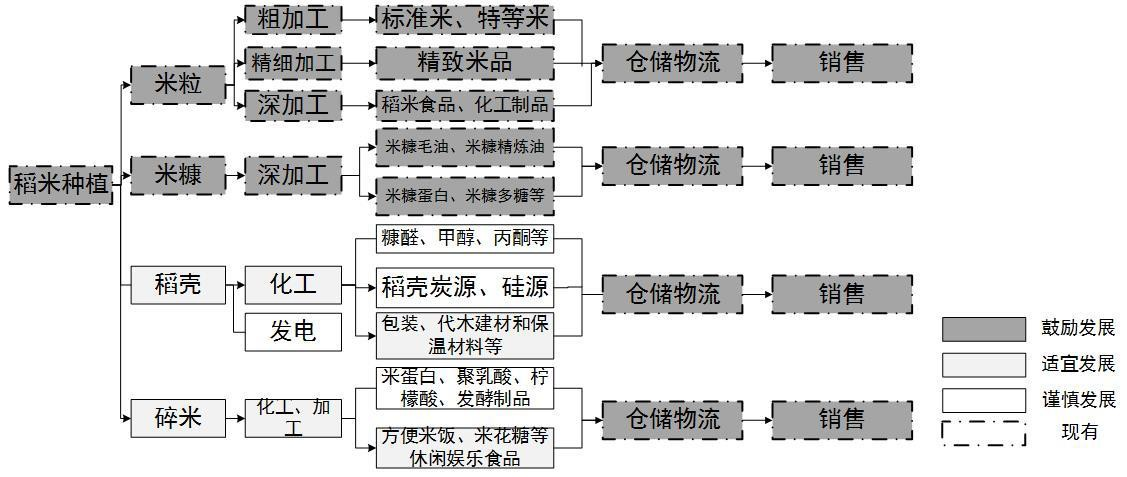 粗加工
标准米、特等米
精细加工
精致米品
仓储物流
销售
米粒
深加工
稻米食品、化工制品
米糠毛油、米糠精炼油
稻米种植
米糠
深加工
仓储物流
销售
米糠蛋白、米糠多糖等
糠醛、甲醇、丙酮等
稻壳
化工
稻壳炭源、硅源
仓储物流
销售
发电
包装、代木建材和保
温材料等
鼓励发展
适宜发展
米蛋白、聚乳酸、柠
檬酸、发酵制品
谨慎发展
碎米
化工、加
工
仓储物流
销售
现有
方便米饭、米花糖等
休闲娱乐食品